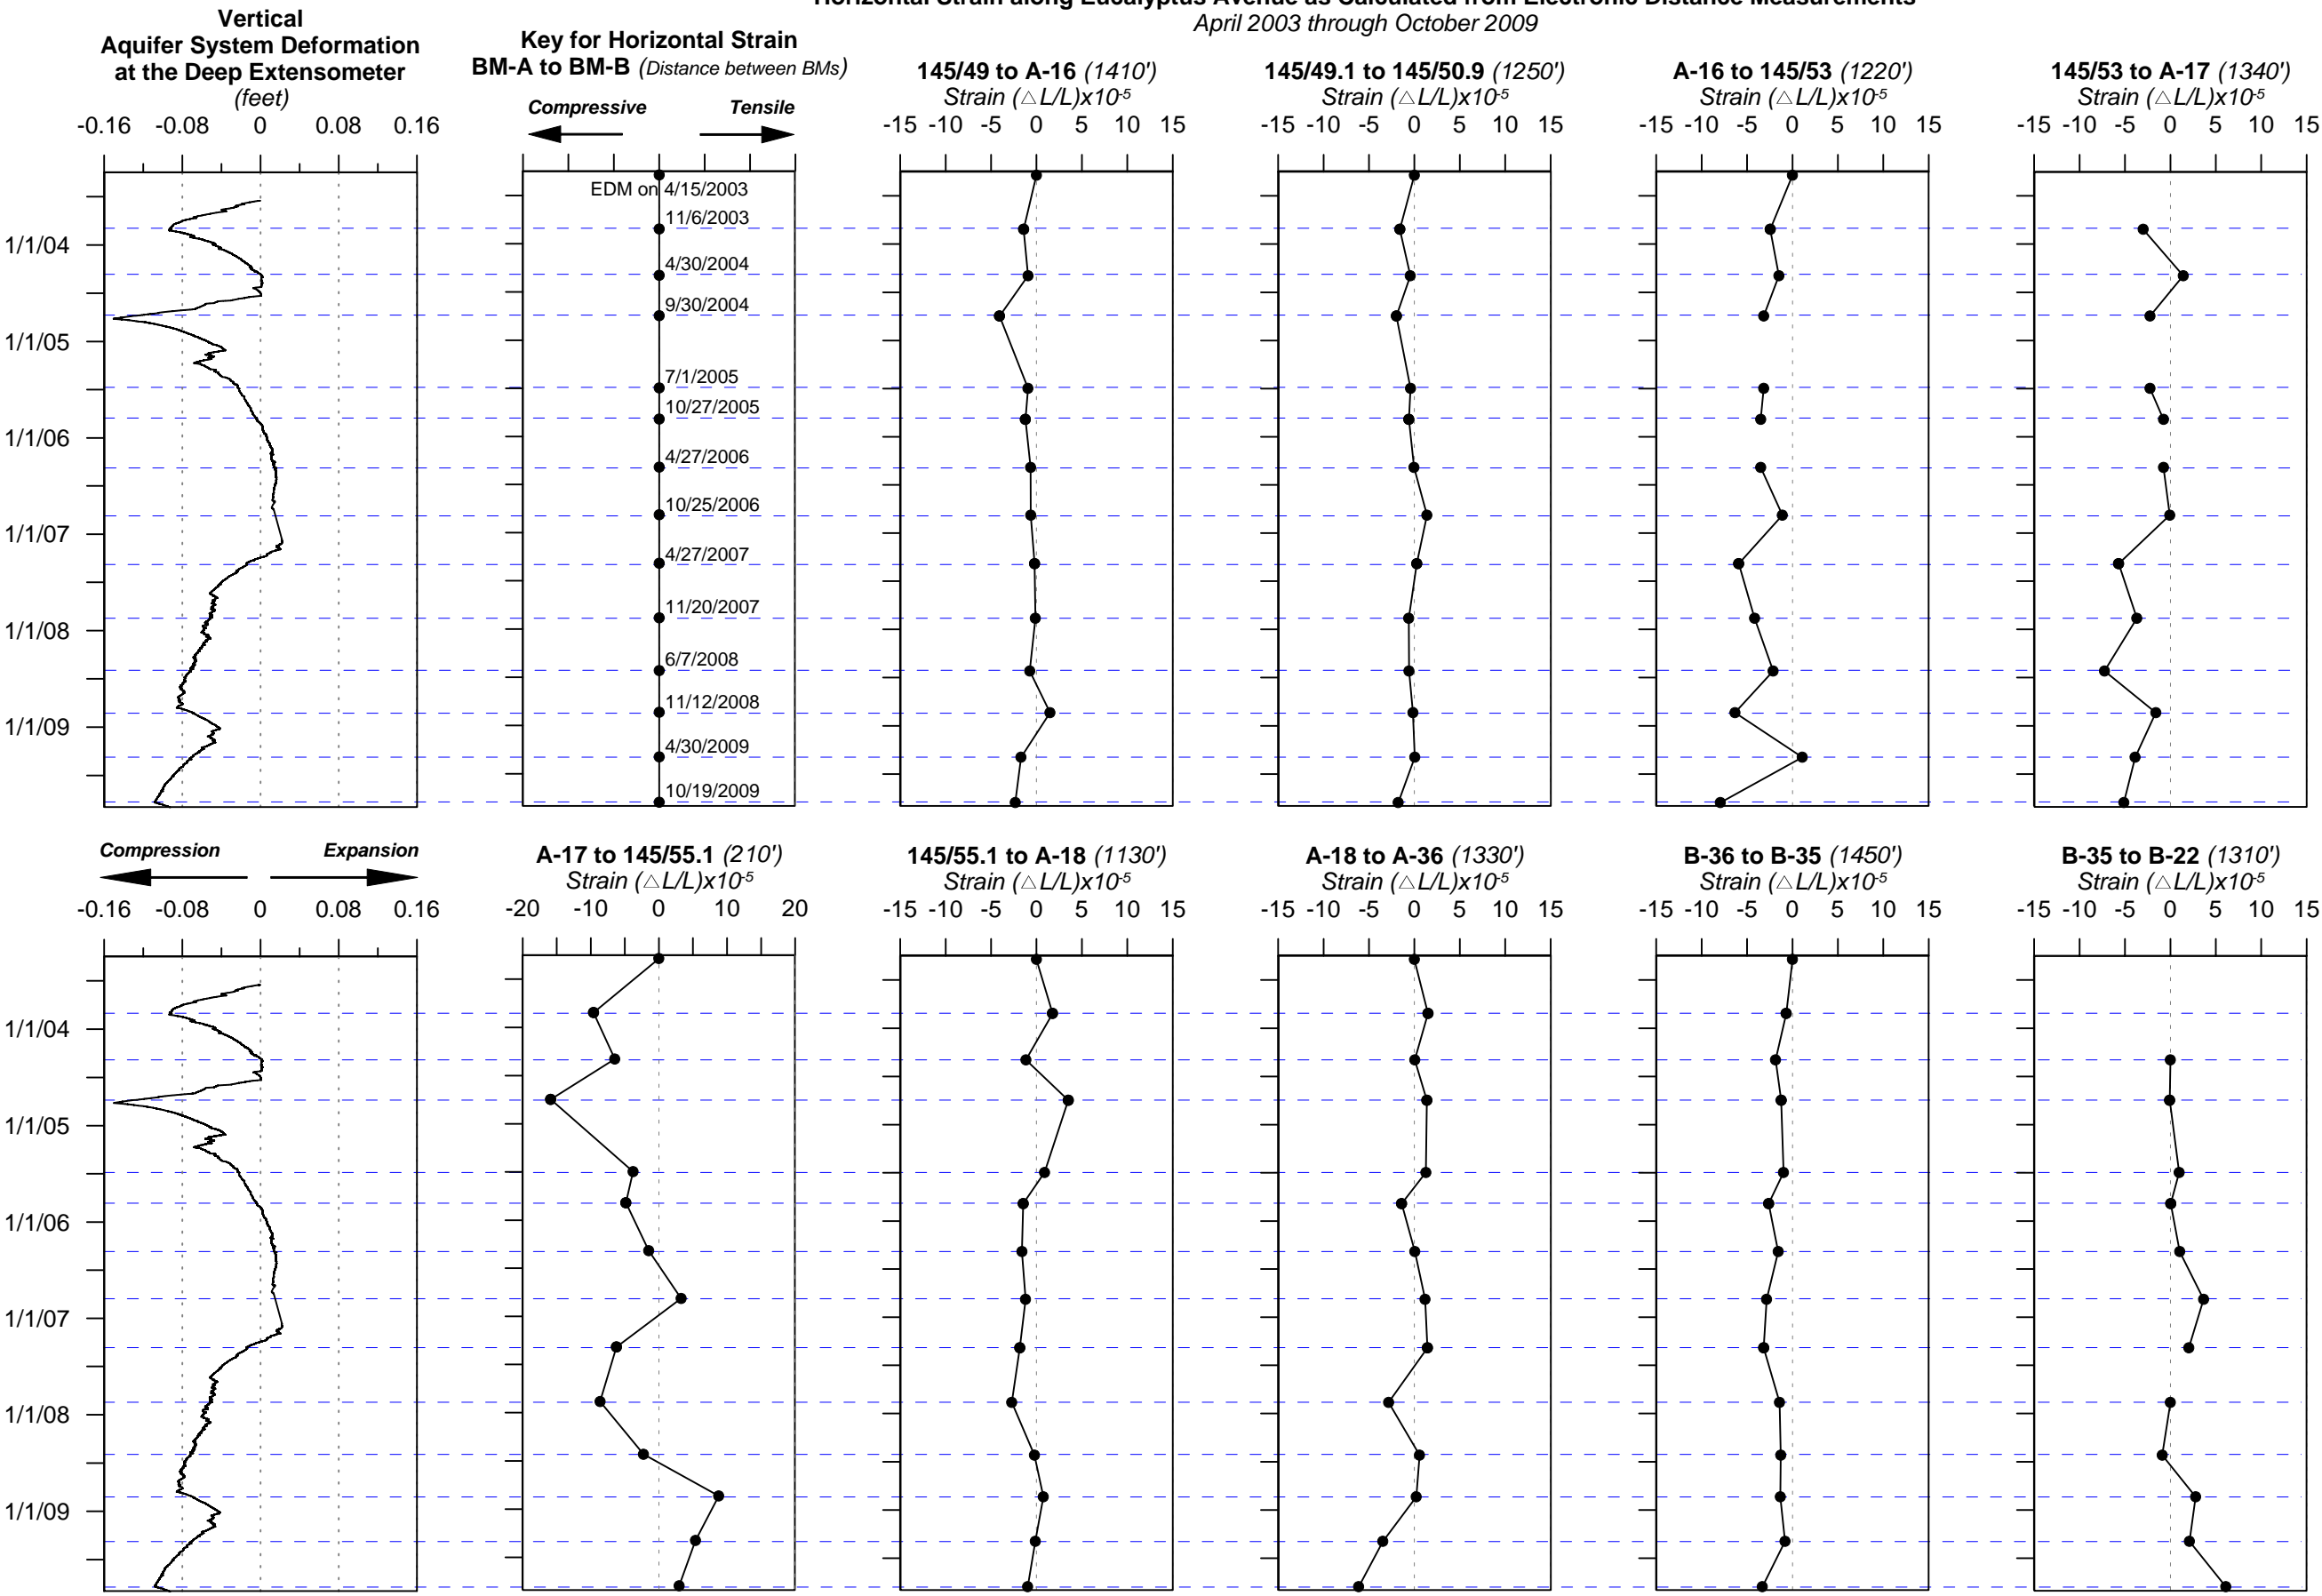 Horizontal Strain along Eucalyptus Avenue as Calculated from Electronic Distance Measurements
April 2003 through October 2009
Vertical
Aquifer System Deformation
at the Deep Extensometer
(feet)
-0.16 -0.08 0 0.08 0.16
Key for Horizontal Strain
BM-A to BM-B (Distance between BMs)
Compressive Tensile
145/49 to A-16 (1410')
Strain (△L/L)x10-5
-15 -10 -5 0 5 10 15
145/49.1 to 145/50.9 (1250')
Strain (△L/L)x10-5
-15 -10 -5 0 5 10 15
A-16 to 145/53 (1220')
Strain (△L/L)x10-5
-15 -10 -5 0 5 10 15
145/53 to A-17 (1340')
Strain (△L/L)x10-5
-15 -10 -5 0 5 10 15
1/1/04
1/1/05
1/1/06
1/1/07
1/1/08
1/1/09
EDM on 4/15/2003
11/6/2003
4/30/2004
9/30/2004
7/1/2005
10/27/2005
4/27/2006
10/25/2006
4/27/2007
11/20/2007
6/7/2008
11/12/2008
4/30/2009
10/19/2009
Compression Expansion
-0.16 -0.08 0 0.08 0.16
A-17 to 145/55.1 (210')
Strain (△L/L)x10-5
-20 -10 0 10 20
145/55.1 to A-18 (1130')
Strain (△L/L)x10-5
-15 -10 -5 0 5 10 15
A-18 to A-36 (1330')
Strain (△L/L)x10-5
-15 -10 -5 0 5 10 15
B-36 to B-35 (1450')
Strain (△L/L)x10-5
-15 -10 -5 0 5 10 15
B-35 to B-22 (1310')
Strain (△L/L)x10-5
-15 -10 -5 0 5 10 15
1/1/04
1/1/05
1/1/06
1/1/07
1/1/08
1/1/09